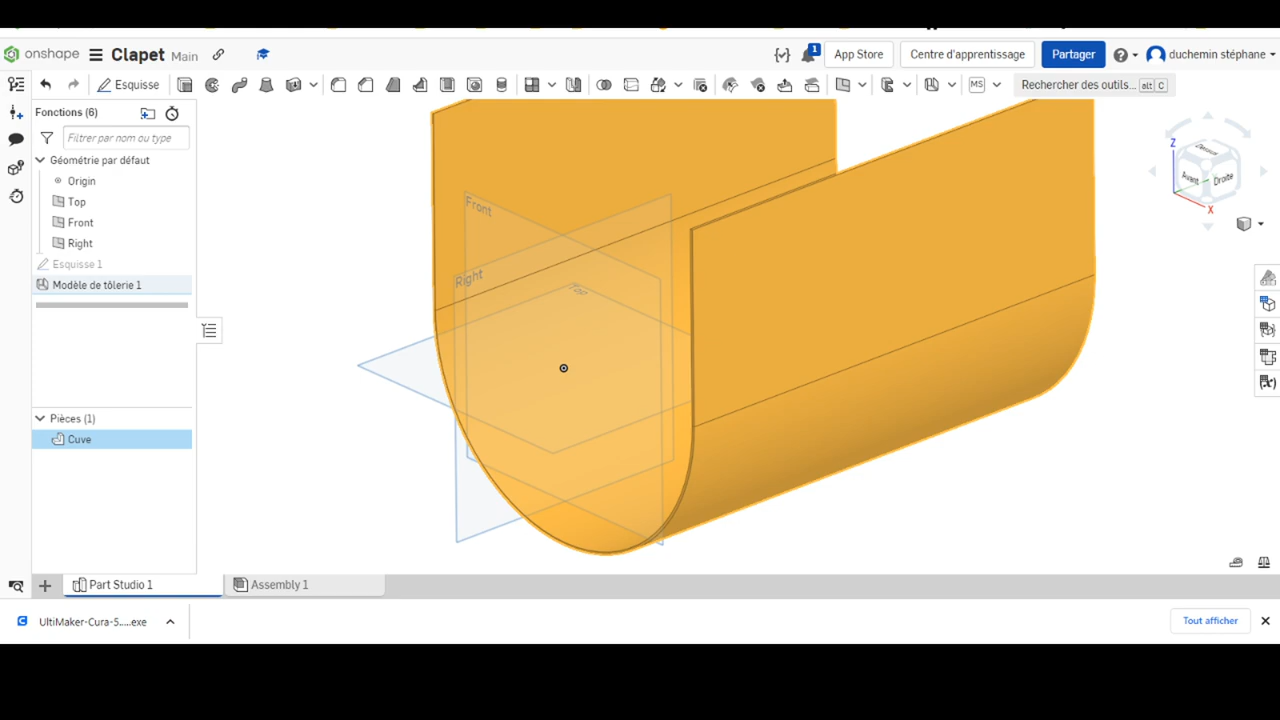 onshape Clapet Main
1 App Store Centre d'apprentissage Partager duchemin stéphane
Esquisse MS Rechercher des outils... alt C
Fonctions (6)
Filtrer par nom ou type
Géométrie par défaut
Origin
Top
Front
Right
Esquisse 1
Modèle de tôlerie 1
Pièces (1)
Cuve
Front
Right
Top
Z
Avant Droite
X
Part Studio 1 Assembly 1
UltiMaker-Cura-5.....exe Tout afficher